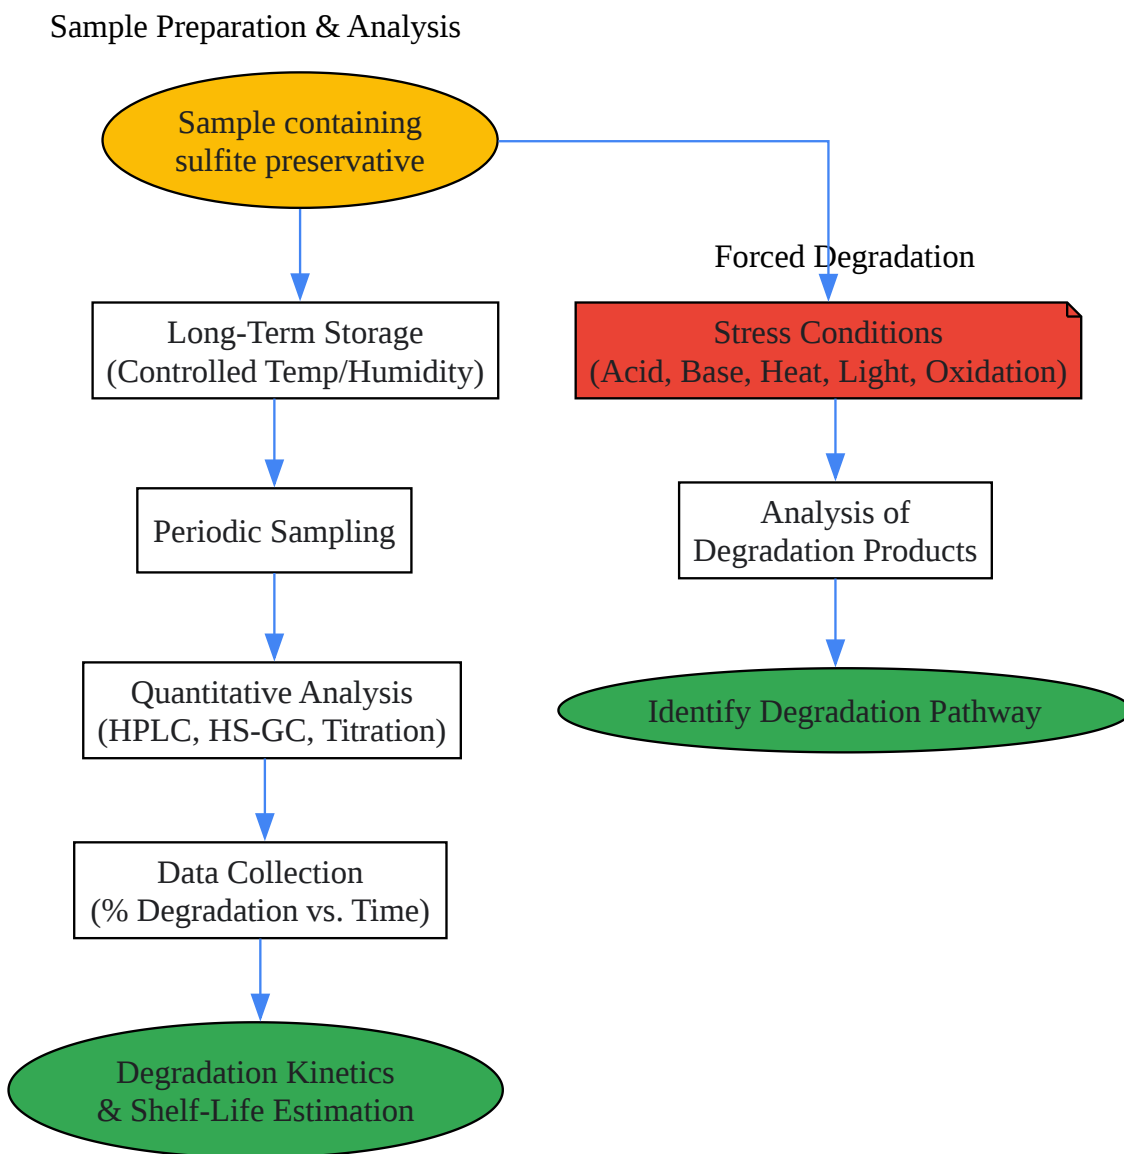 Sample Preparation & Analysis
Sample containing
sulfite preservative
Long-Term Storage
(Controlled Temp/Humidity)
Periodic Sampling
Quantitative Analysis
(HPLC, HS-GC, Titration)
Data Collection
(% Degradation vs. Time)
Degradation Kinetics
& Shelf-Life Estimation
Forced Degradation
Stress Conditions
(Acid, Base, Heat, Light, Oxidation)
Analysis of
Degradation Products
Identify Degradation Pathway